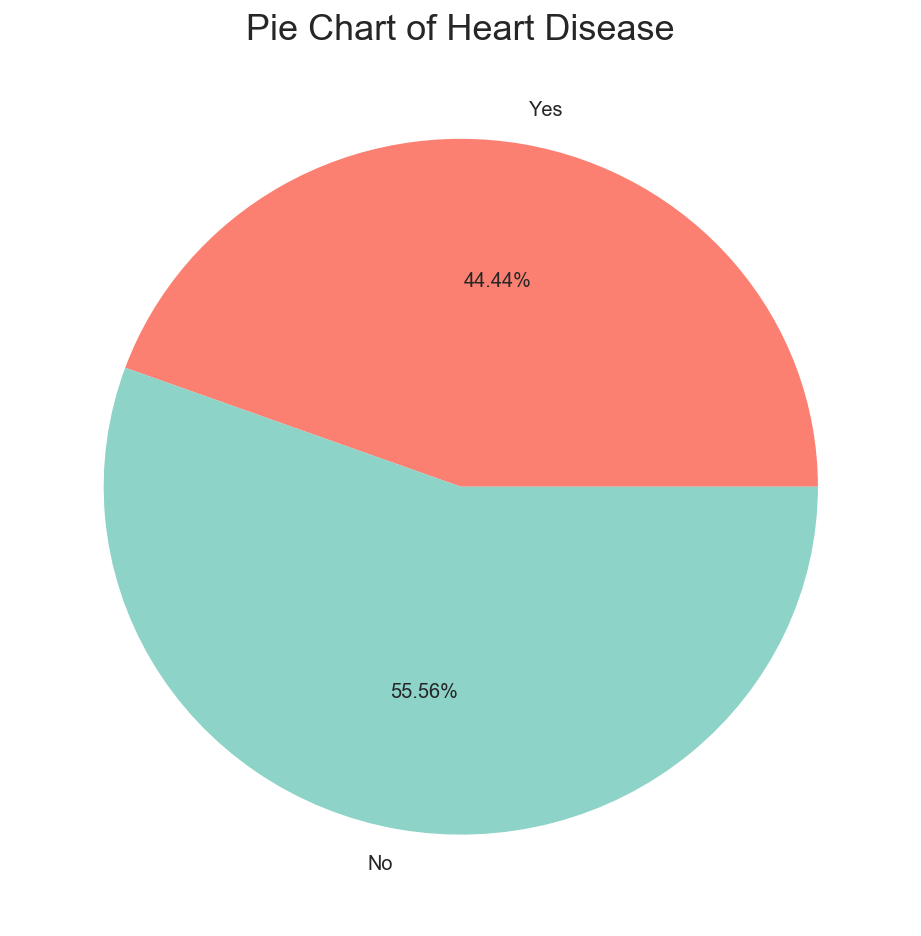 Pie Chart of Heart Disease
Yes
44.44%
55.56%
No